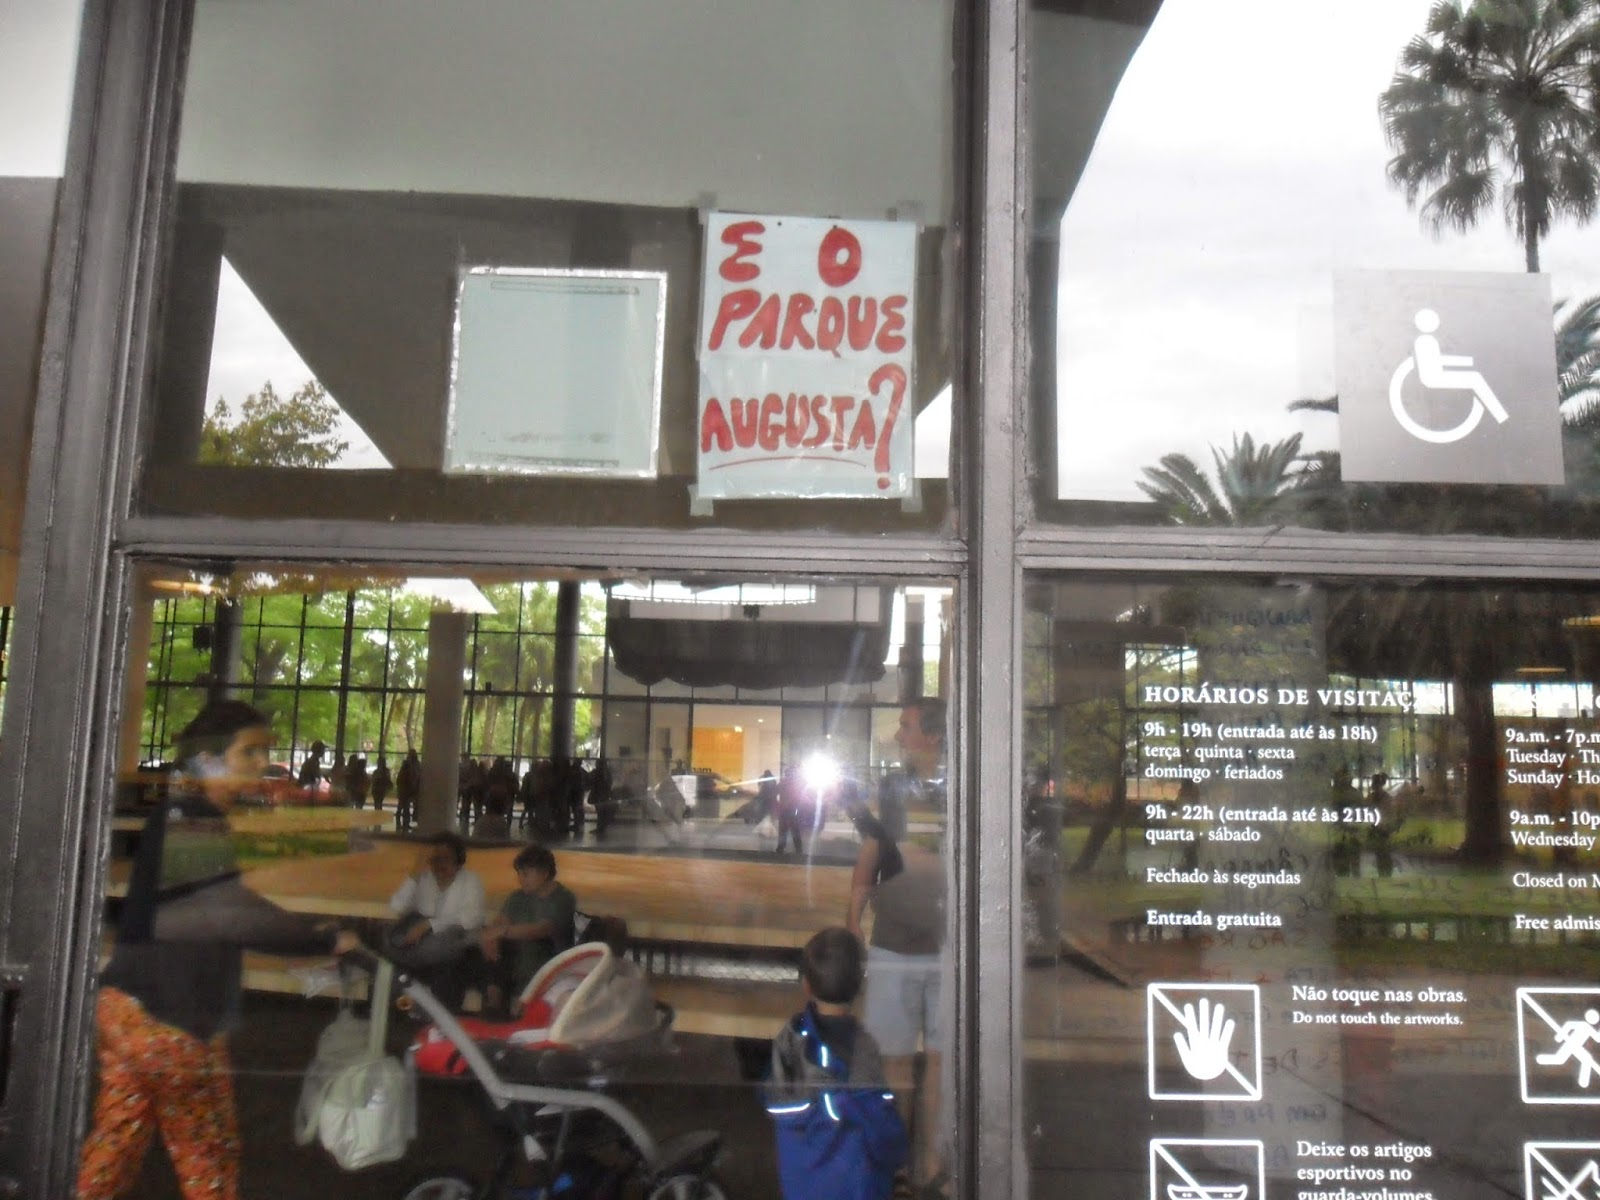 E O
PARQUE
AUGUSTA?
HORÁRIOS DE VISITAÇ
9h - 19h (entrada até às 18h)
terça · quinta · sexta
domingo · feriados
9h - 22h (entrada até às 21h)
quarta · sábado
Fechado às segundas
Entrada gratuita
9a.m. - 7p.m
Tuesday · Th
Sunday · Ho
9a.m. - 10p
Wednesday
Closed on M
Free admis
Não toque nas obras.
Do not touch the artworks.
Deixe os artigos
esportivos no
guarda-volumes